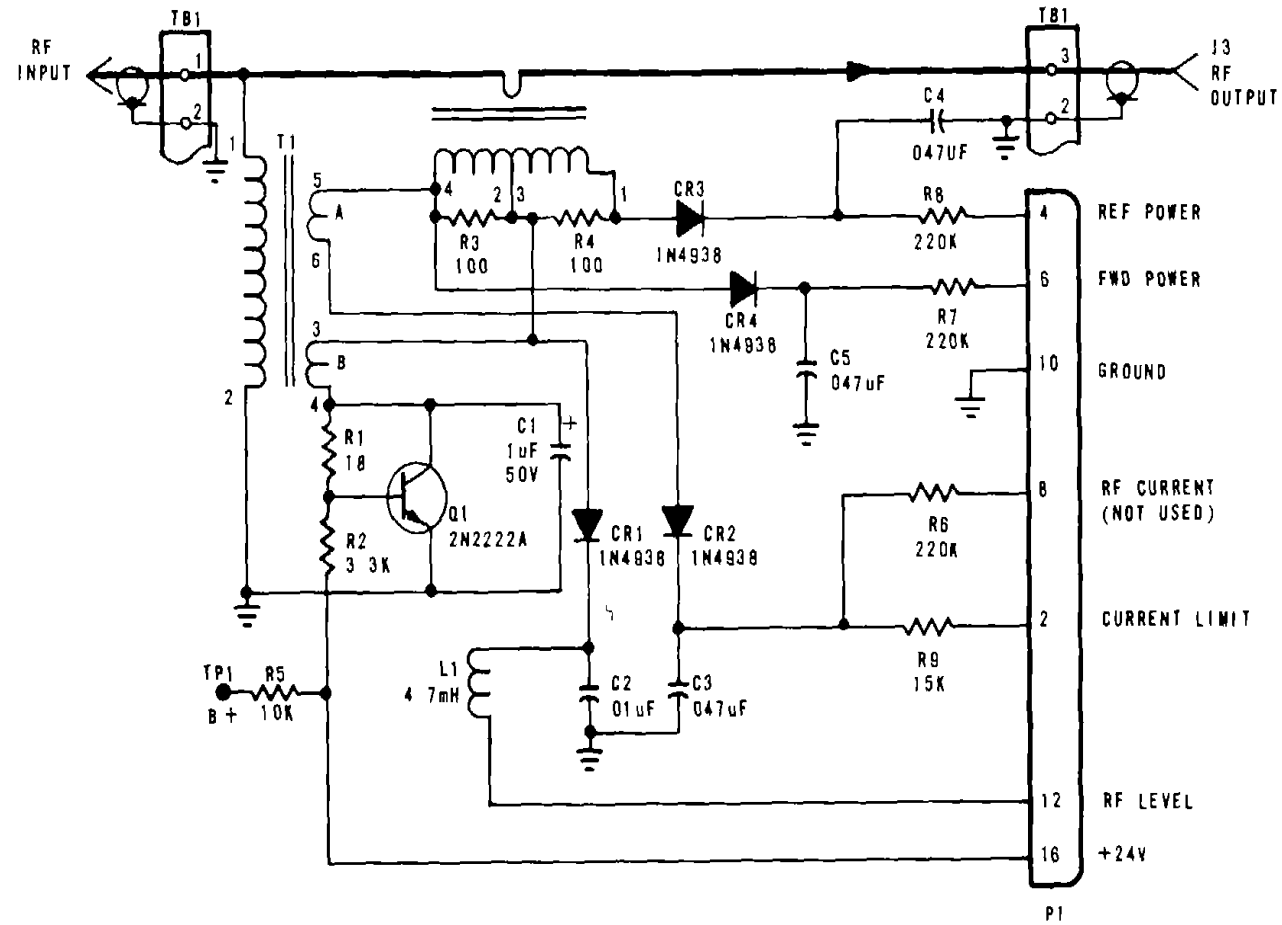 TB1
TB1
RF
INPUT
1
2
3
2
J3
RF
OUTPUT
C4
047UF
T1
1
2
5
A
6
3
B
4
4
2
3
1
R3
100
R4
100
CR3
1N4938
R8
220K
4
REF POWER
CR4
1N4938
R7
220K
6
FWD POWER
C5
047uF
10
GROUND
R1
18
C1
+
1uF
50V
Q1
2N2222A
R2
3 3K
CR1
1N4938
CR2
1N4938
R6
220K
8
RF CURRENT
(NOT USED)
R9
15K
2
CURRENT LIMIT
TP1
B +
R5
10K
L1
4 7mH
C2
01uF
C3
047uF
12
RF LEVEL
16
+24V
P1